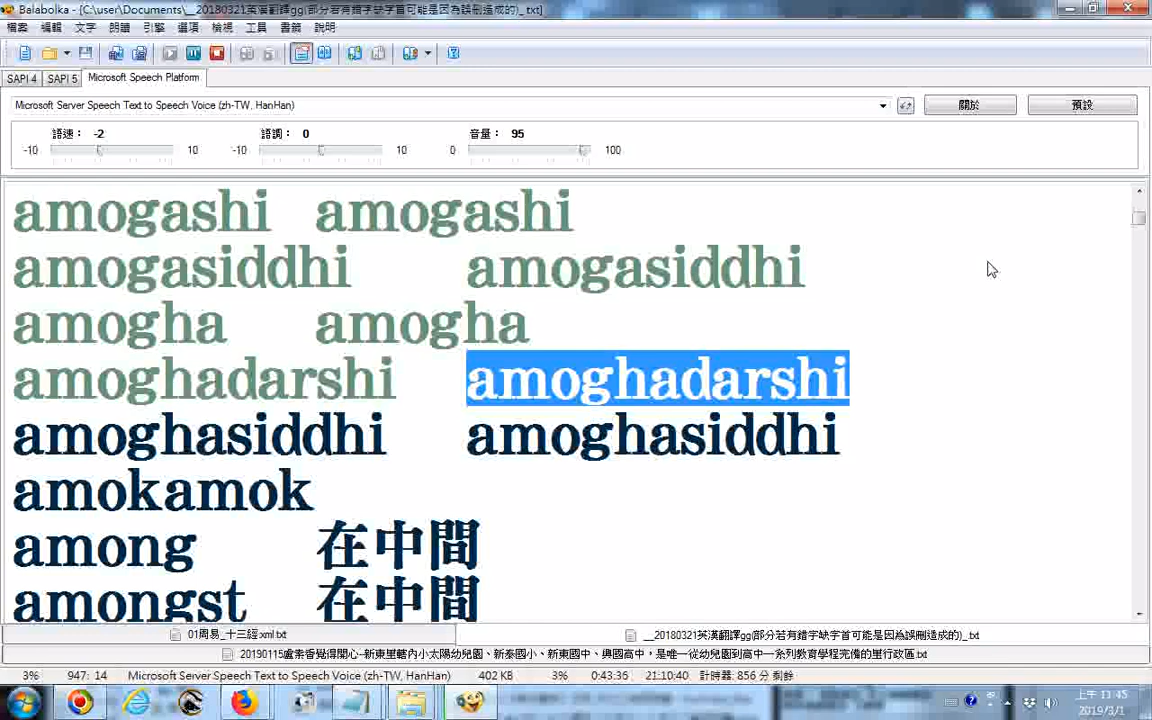 Balabolka - [C:\user\Documents\__20180321英漢翻譯gg(部分若有錯字缺字首可能是因為誤刪造成的)_.txt]
檔案 編輯 文字 朗讀 引擎 選項 檢視 工具 書籤 說明
SAPI 4 SAPI 5 Microsoft Speech Platform
Microsoft Server Speech Text to Speech Voice (zh-TW, HanHan) 關於 預設
語速： -2 語調： 0 音量： 95
-10 10 -10 10 0 100
amogashi amogashi
amogasiddhi amogasiddhi
amogha amogha
amoghadarshi amoghadarshi
amoghasiddhi amoghasiddhi
amokamok
among 在中間
amongst 在中間
01周易_十三經.xml.txt __20180321英漢翻譯gg(部分若有錯字缺字首可能是因為誤刪造成的)_.txt
20190115盧素香覺得開心-新東里轄內小太陽幼兒園、新泰國小、新東國中、興國高中，是唯一從幼兒園到高中一系列教育學程完備的里行政區.txt
3% 947: 14 Microsoft Server Speech Text to Speech Voice (zh-TW, HanHan) 402 KB 3% 0:43:36 21:10:40 計時器: 856 分 剩餘
上午 11:45
2019/3/1